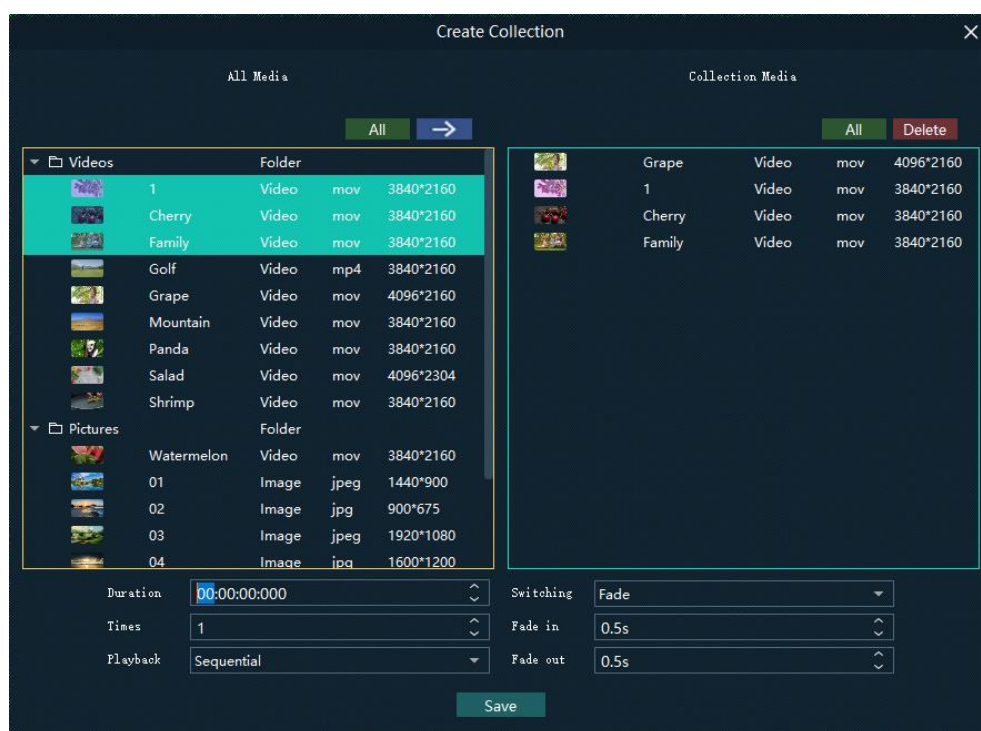 Create Collection
All Media
Collection Media
All
All Delete
Videos Folder
1 Video mov 3840*2160
Cherry Video mov 3840*2160
Family Video mov 3840*2160
Golf Video mp4 3840*2160
Grape Video mov 4096*2160
Mountain Video mov 3840*2160
Panda Video mov 3840*2160
Salad Video mov 4096*2304
Shrimp Video mov 3840*2160
Pictures Folder
Watermelon Video mov 3840*2160
01 Image jpeg 1440*900
02 Image jpg 900*675
03 Image jpeg 1920*1080
04 Image jpg 1600*1200
Grape Video mov 4096*2160
1 Video mov 3840*2160
Cherry Video mov 3840*2160
Family Video mov 3840*2160
Duration 00:00:00:000
Times 1
Playback Sequential
Switching Fade
Fade in 0.5s
Fade out 0.5s
Save